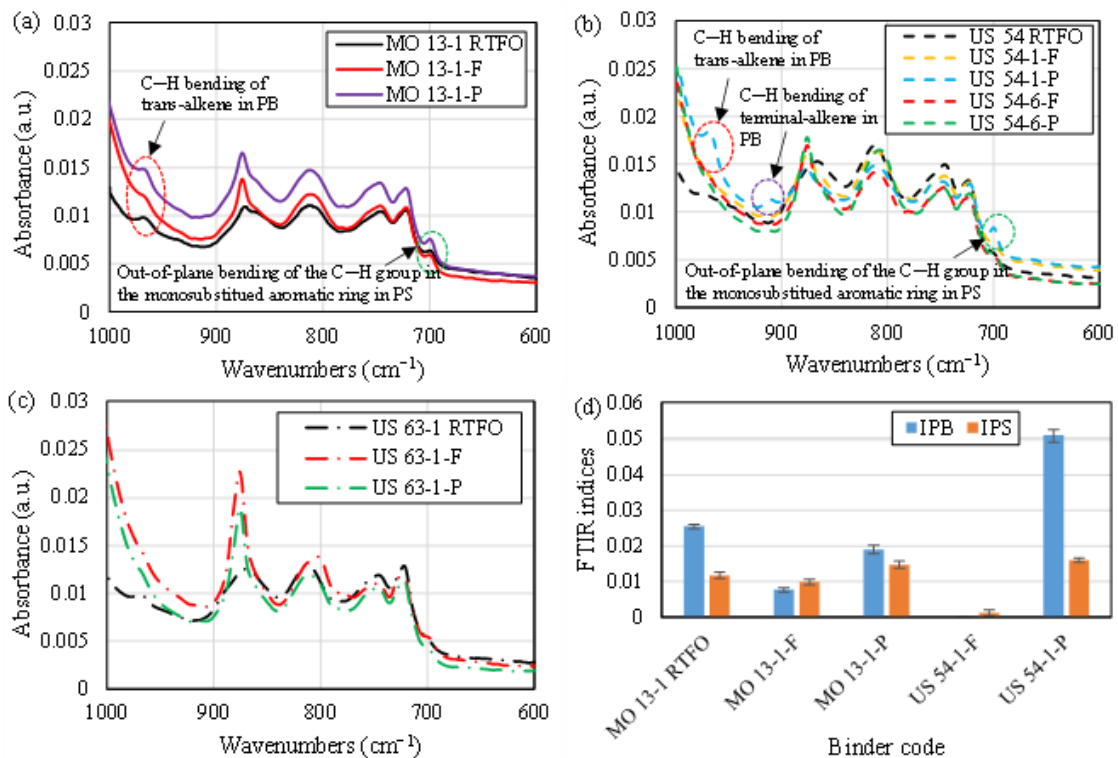 (a)
0.03
0.025
0.02
0.015
0.01
0.005
0
Absorbance (a.u.)
MO 13-1 RTFO
MO 13-1-F
MO 13-1-P
C−H bending of
trans-alkene in PB
Out-of-plane bending of the C−H group in
the monosubstitued aromatic ring in PS
1000 900 800 700 600
Wavenumbers (cm⁻¹)
(b)
0.03
0.025
0.02
0.015
0.01
0.005
0
Absorbance (a.u.)
C−H bending of
trans-alkene in PB
C−H bending of
terminal-alkene in
PB
US 54 RTFO
US 54-1-F
US 54-1-P
US 54-6-F
US 54-6-P
Out-of-plane bending of the C−H group in
the monosubstitued aromatic ring in PS
1000 900 800 700 600
Wavenumbers (cm⁻¹)
(c)
0.03
0.025
0.02
0.015
0.01
0.005
0
Absorbance (a.u.)
US 63-1 RTFO
US 63-1-F
US 63-1-P
1000 900 800 700 600
Wavenumbers (cm⁻¹)
(d)
0.06
0.05
0.04
0.03
0.02
0.01
0
FTIR indices
IPB IPS
MO 13-1 RTFO
MO 13-1-F
MO 13-1-P
US 54-1-F
US 54-1-P
Binder code